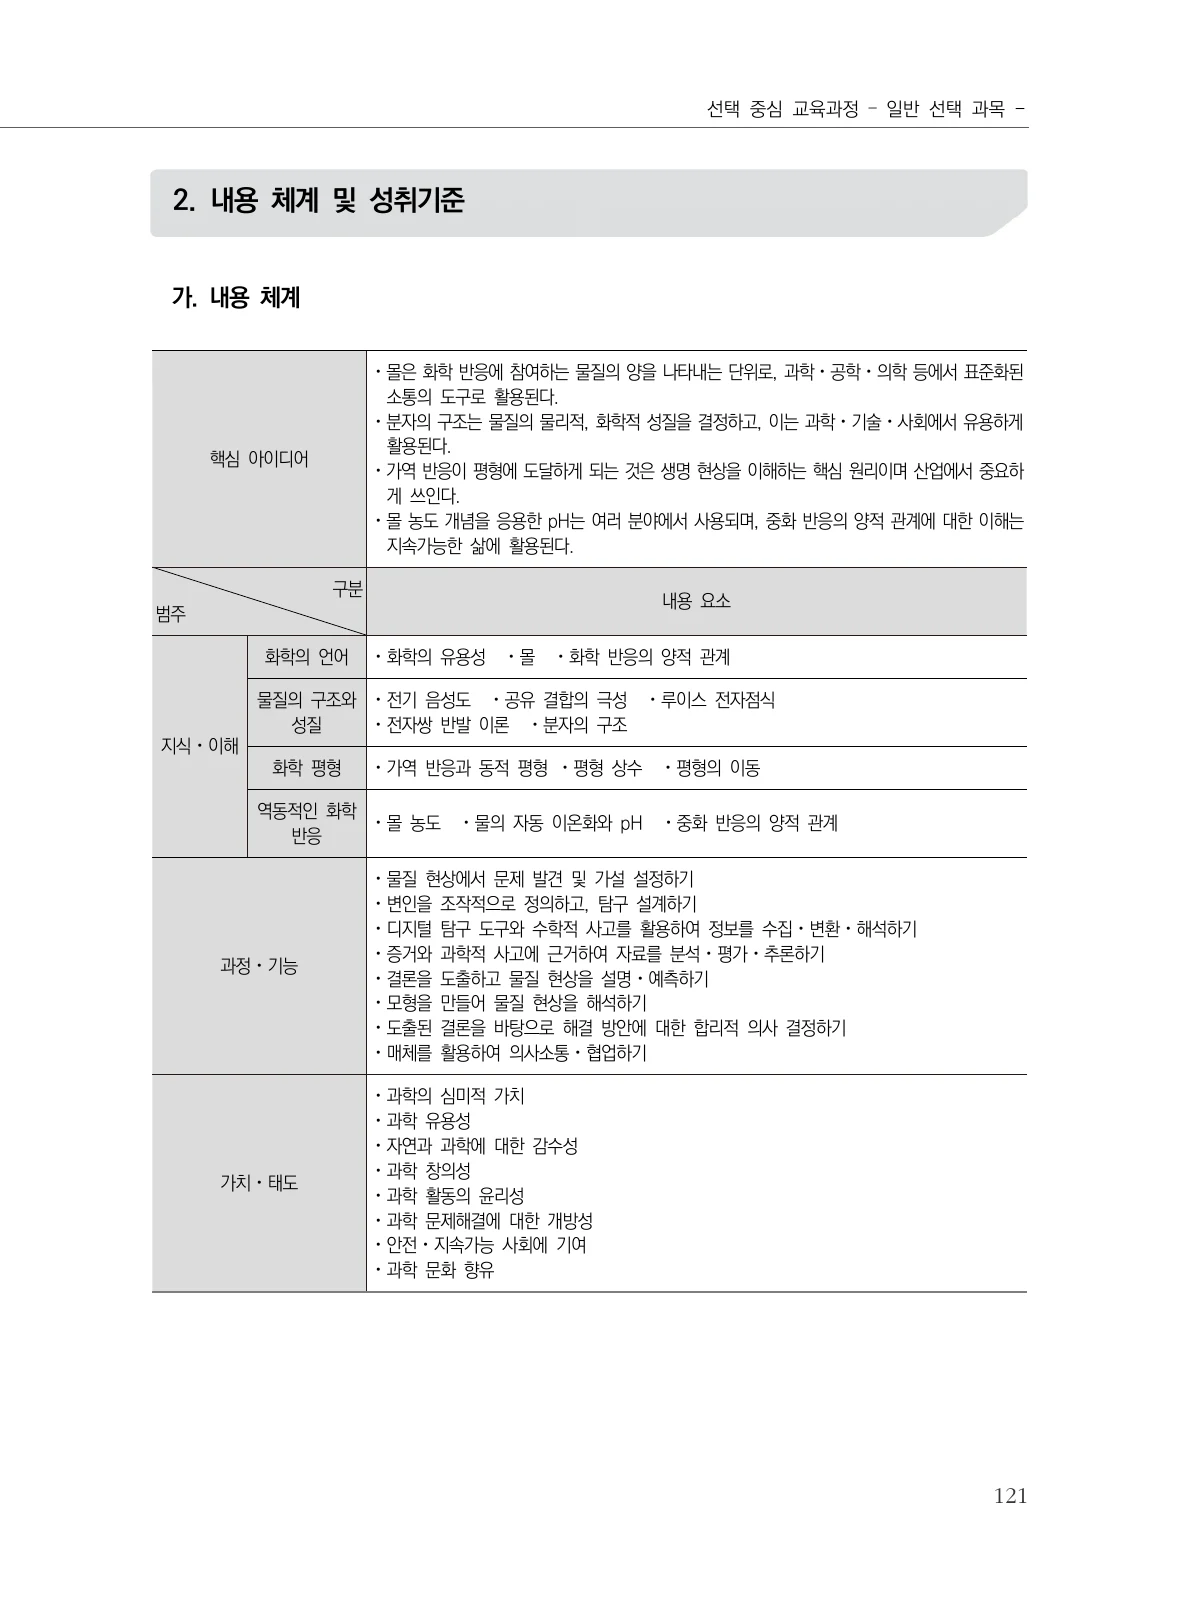 선택 중심 교육과정 - 일반 선택 과목 -
2. 내용 체계 및 성취기준
가. 내용 체계
핵심 아이디어
・몰은 화학 반응에 참여하는 물질의 양을 나타내는 단위로, 과학・공학・의학 등에서 표준화된
소통의 도구로 활용된다.
・분자의 구조는 물질의 물리적, 화학적 성질을 결정하고, 이는 과학・기술・사회에서 유용하게
활용된다.
・가역 반응이 평형에 도달하게 되는 것은 생명 현상을 이해하는 핵심 원리이며 산업에서 중요하
게 쓰인다.
・몰 농도 개념을 응용한 pH는 여러 분야에서 사용되며, 중화 반응의 양적 관계에 대한 이해는
지속가능한 삶에 활용된다.
구분
범주
내용 요소
지식・이해
화학의 언어
・화학의 유용성 ・몰 ・화학 반응의 양적 관계
물질의 구조와
성질
・전기 음성도 ・공유 결합의 극성 ・루이스 전자점식
・전자쌍 반발 이론 ・분자의 구조
화학 평형
・가역 반응과 동적 평형 ・평형 상수 ・평형의 이동
역동적인 화학
반응
・몰 농도 ・물의 자동 이온화와 pH ・중화 반응의 양적 관계
과정・기능
・물질 현상에서 문제 발견 및 가설 설정하기
・변인을 조작적으로 정의하고, 탐구 설계하기
・디지털 탐구 도구와 수학적 사고를 활용하여 정보를 수집・변환・해석하기
・증거와 과학적 사고에 근거하여 자료를 분석・평가・추론하기
・결론을 도출하고 물질 현상을 설명・예측하기
・모형을 만들어 물질 현상을 해석하기
・도출된 결론을 바탕으로 해결 방안에 대한 합리적 의사 결정하기
・매체를 활용하여 의사소통・협업하기
가치・태도
・과학의 심미적 가치
・과학 유용성
・자연과 과학에 대한 감수성
・과학 창의성
・과학 활동의 윤리성
・과학 문제해결에 대한 개방성
・안전・지속가능 사회에 기여
・과학 문화 향유
121